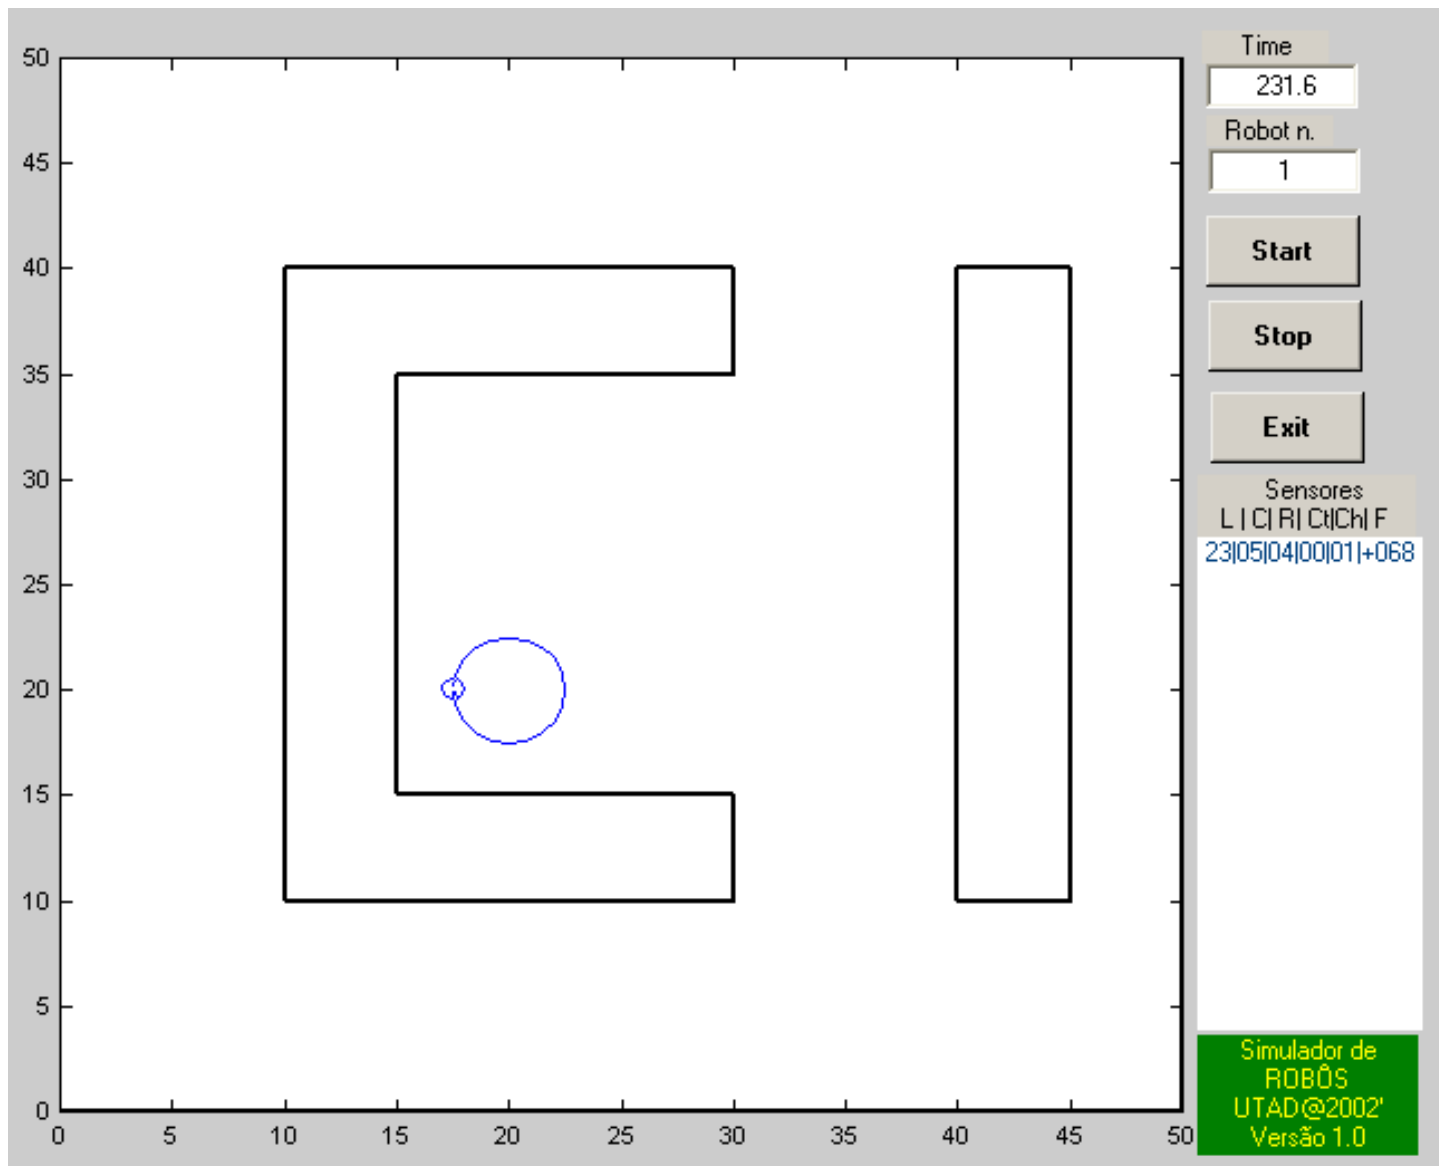 50
45
40
35
30
25
20
15
10
5
0
0 5 10 15 20 25 30 35 40 45 50
Time
231.6
Robot n.
1
Start
Stop
Exit
Sensores
L | C| R| Ct|Ch| F
23|05|04|00|01|+068
Simulador de
ROBÔS
UTAD@2002'
Versão 1.0